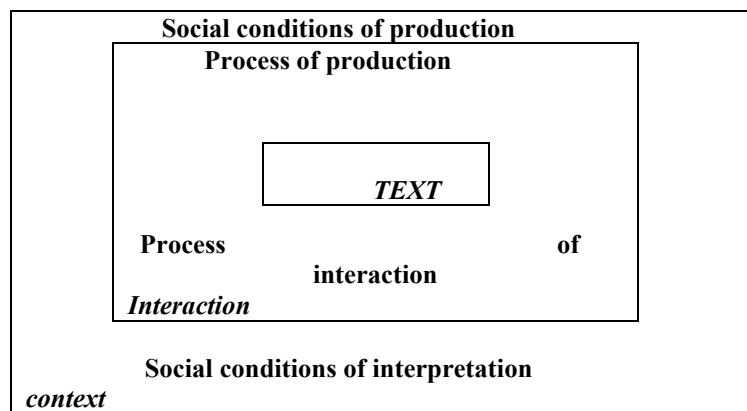 Social conditions of production
Process of production
TEXT
Process of
interaction
Interaction
Social conditions of interpretation
context